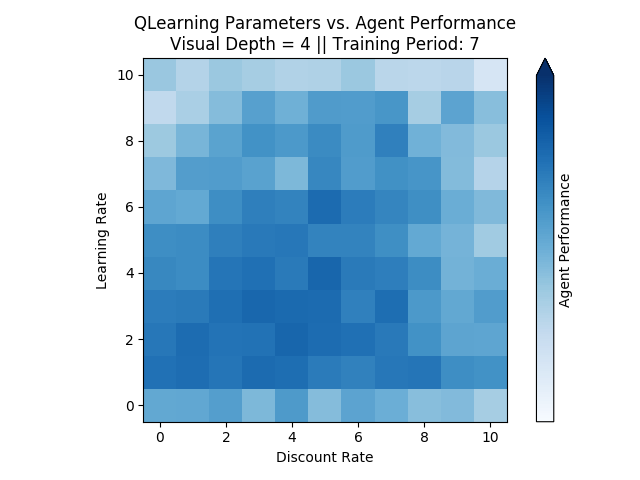 QLearning Parameters vs. Agent Performance
Visual Depth = 4 || Training Period: 7
10
8
6
4
2
0
Learning Rate
0 2 4 6 8 10
Discount Rate
Agent Performance